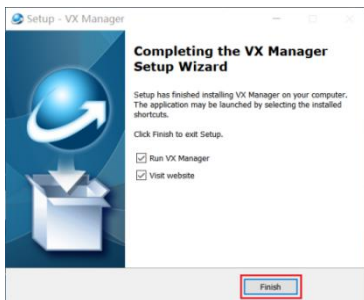 Setup - VX Manager
Completing the VX Manager
Setup Wizard
Setup has finished installing VX Manager on your computer.
The application may be launched by selecting the installed
shortcuts.
Click Finish to exit Setup.
Run VX Manager
Visit website
Finish